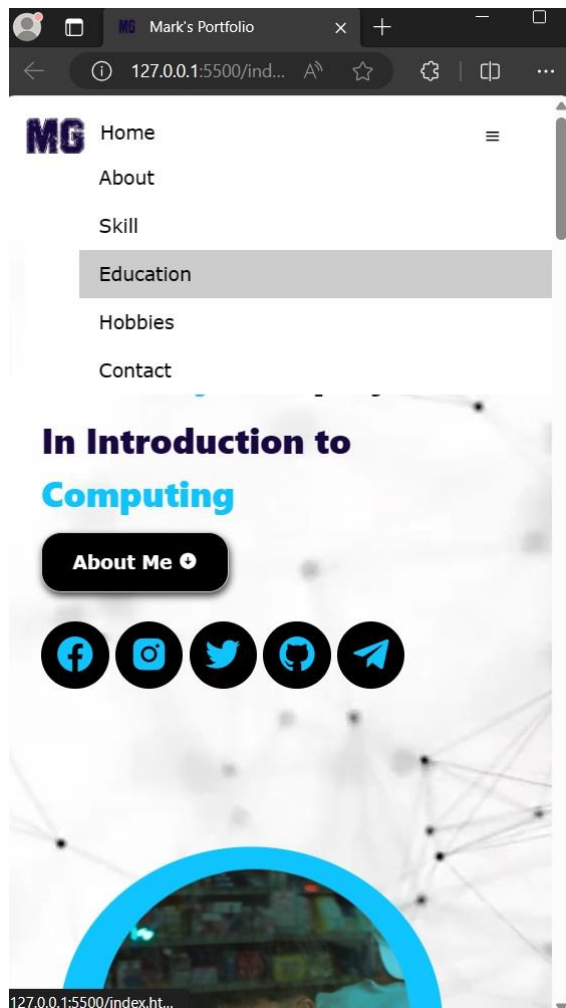 MG Mark's Portfolio
127.0.0.1:5500/ind...
MG
Home
About
Skill
Education
Hobbies
Contact
In Introduction to
Computing
About Me
127.0.0.1:5500/index.ht...